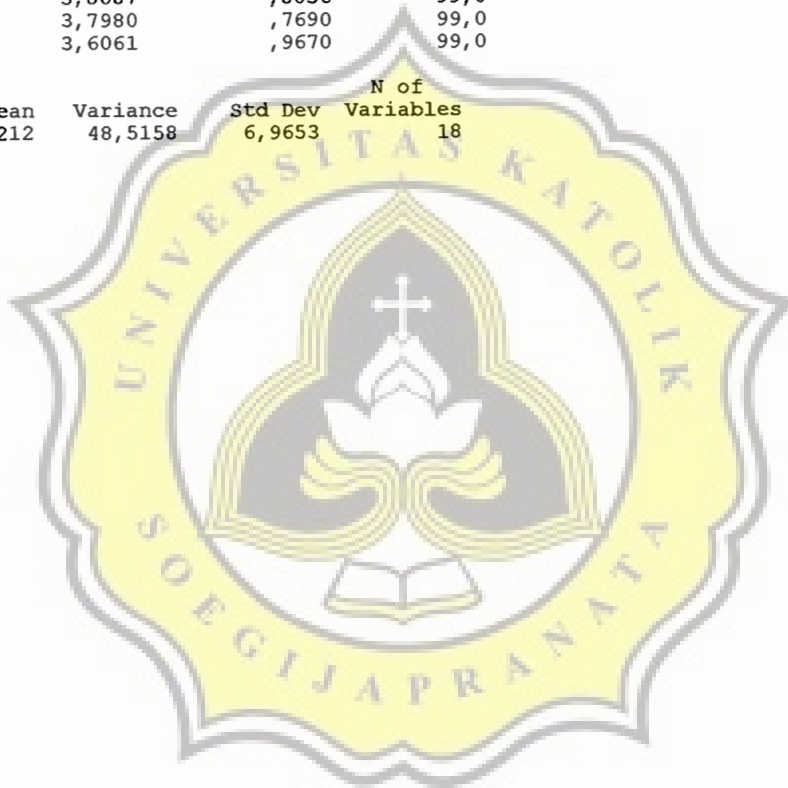 3,7980 ,7690 99,0
3,6061 ,9670 99,0
N of
Variance Std Dev Variables
212 48,5158 6,9653 18
UNIVERSITAS KATOLIK
SOEGIJAPRANATA